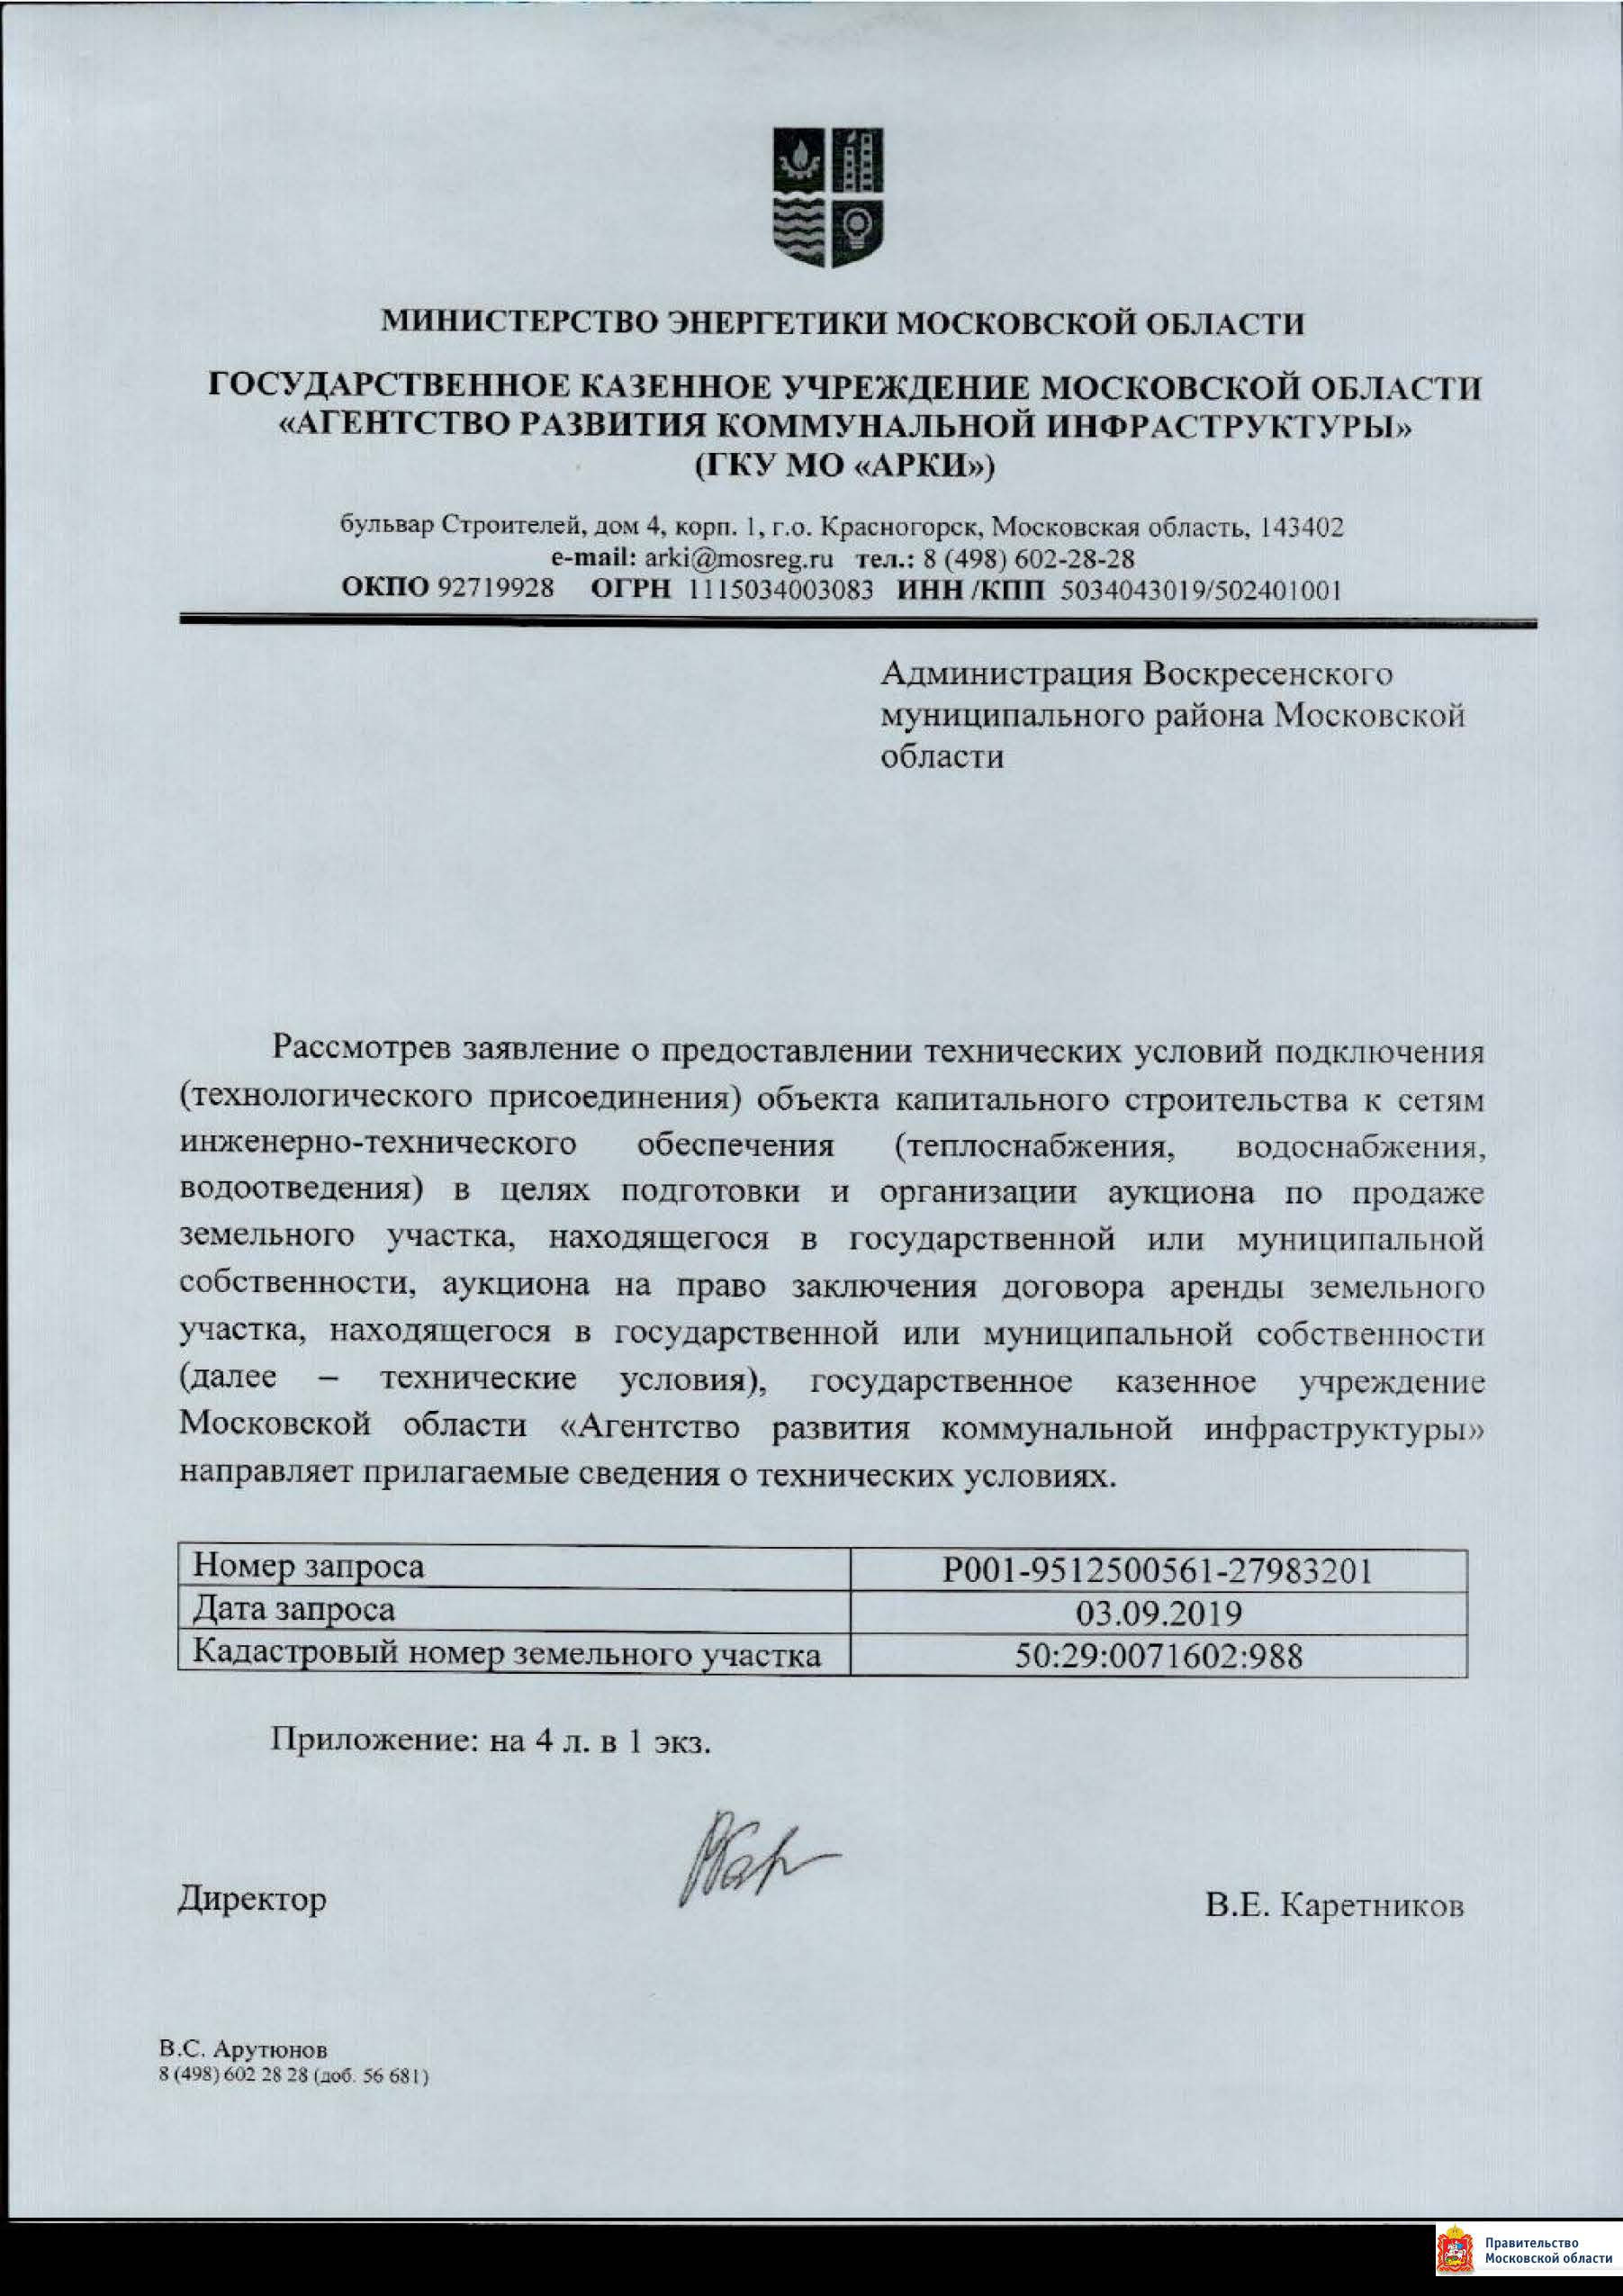 МИНИСТЕРСТВО ЭНЕРГЕТИКИ МОСКОВСКОЙ ОБЛАСТИ
ГОСУДАРСТВЕННОЕ КАЗЕННОЕ УЧРЕЖДЕНИЕ МОСКОВСКОЙ ОБЛАСТИ
«АГЕНТСТВО РАЗВИТИЯ КОММУНАЛЬНОЙ ИНФРАСТРУКТУРЫ»
(ГКУ МО «АРКИ»)
бульвар Строителей, дом 4, корп. 1, г.о. Красногорск, Московская область, 143402
e-mail: arki@mosreg.ru тел.: 8 (498) 602-28-28
ОКПО 92719928 ОГРН 1115034003083 ИНН /КПП 5034043019/502401001
Администрация Воскресенского
муниципального района Московской
области
Рассмотрев заявление о предоставлении технических условий подключения
(технологического присоединения) объекта капитального строительства к сетям
инженерно-технического обеспечения (теплоснабжения, водоснабжения,
водоотведения) в целях подготовки и организации аукциона по продаже
земельного участка, находящегося в государственной или муниципальной
собственности, аукциона на право заключения договора аренды земельного
участка, находящегося в государственной или муниципальной собственности
(далее – технические условия), государственное казенное учреждение
Московской области «Агентство развития коммунальной инфраструктуры»
направляет прилагаемые сведения о технических условиях.
Номер запроса P001-9512500561-27983201
Дата запроса 03.09.2019
Кадастровый номер земельного участка 50:29:0071602:988
Приложение: на 4 л. в 1 экз.
Директор В.Е. Каретников
В.С. Арутюнов
8 (498) 602 28 28 (доб. 56 681)
Правительство
Московской области